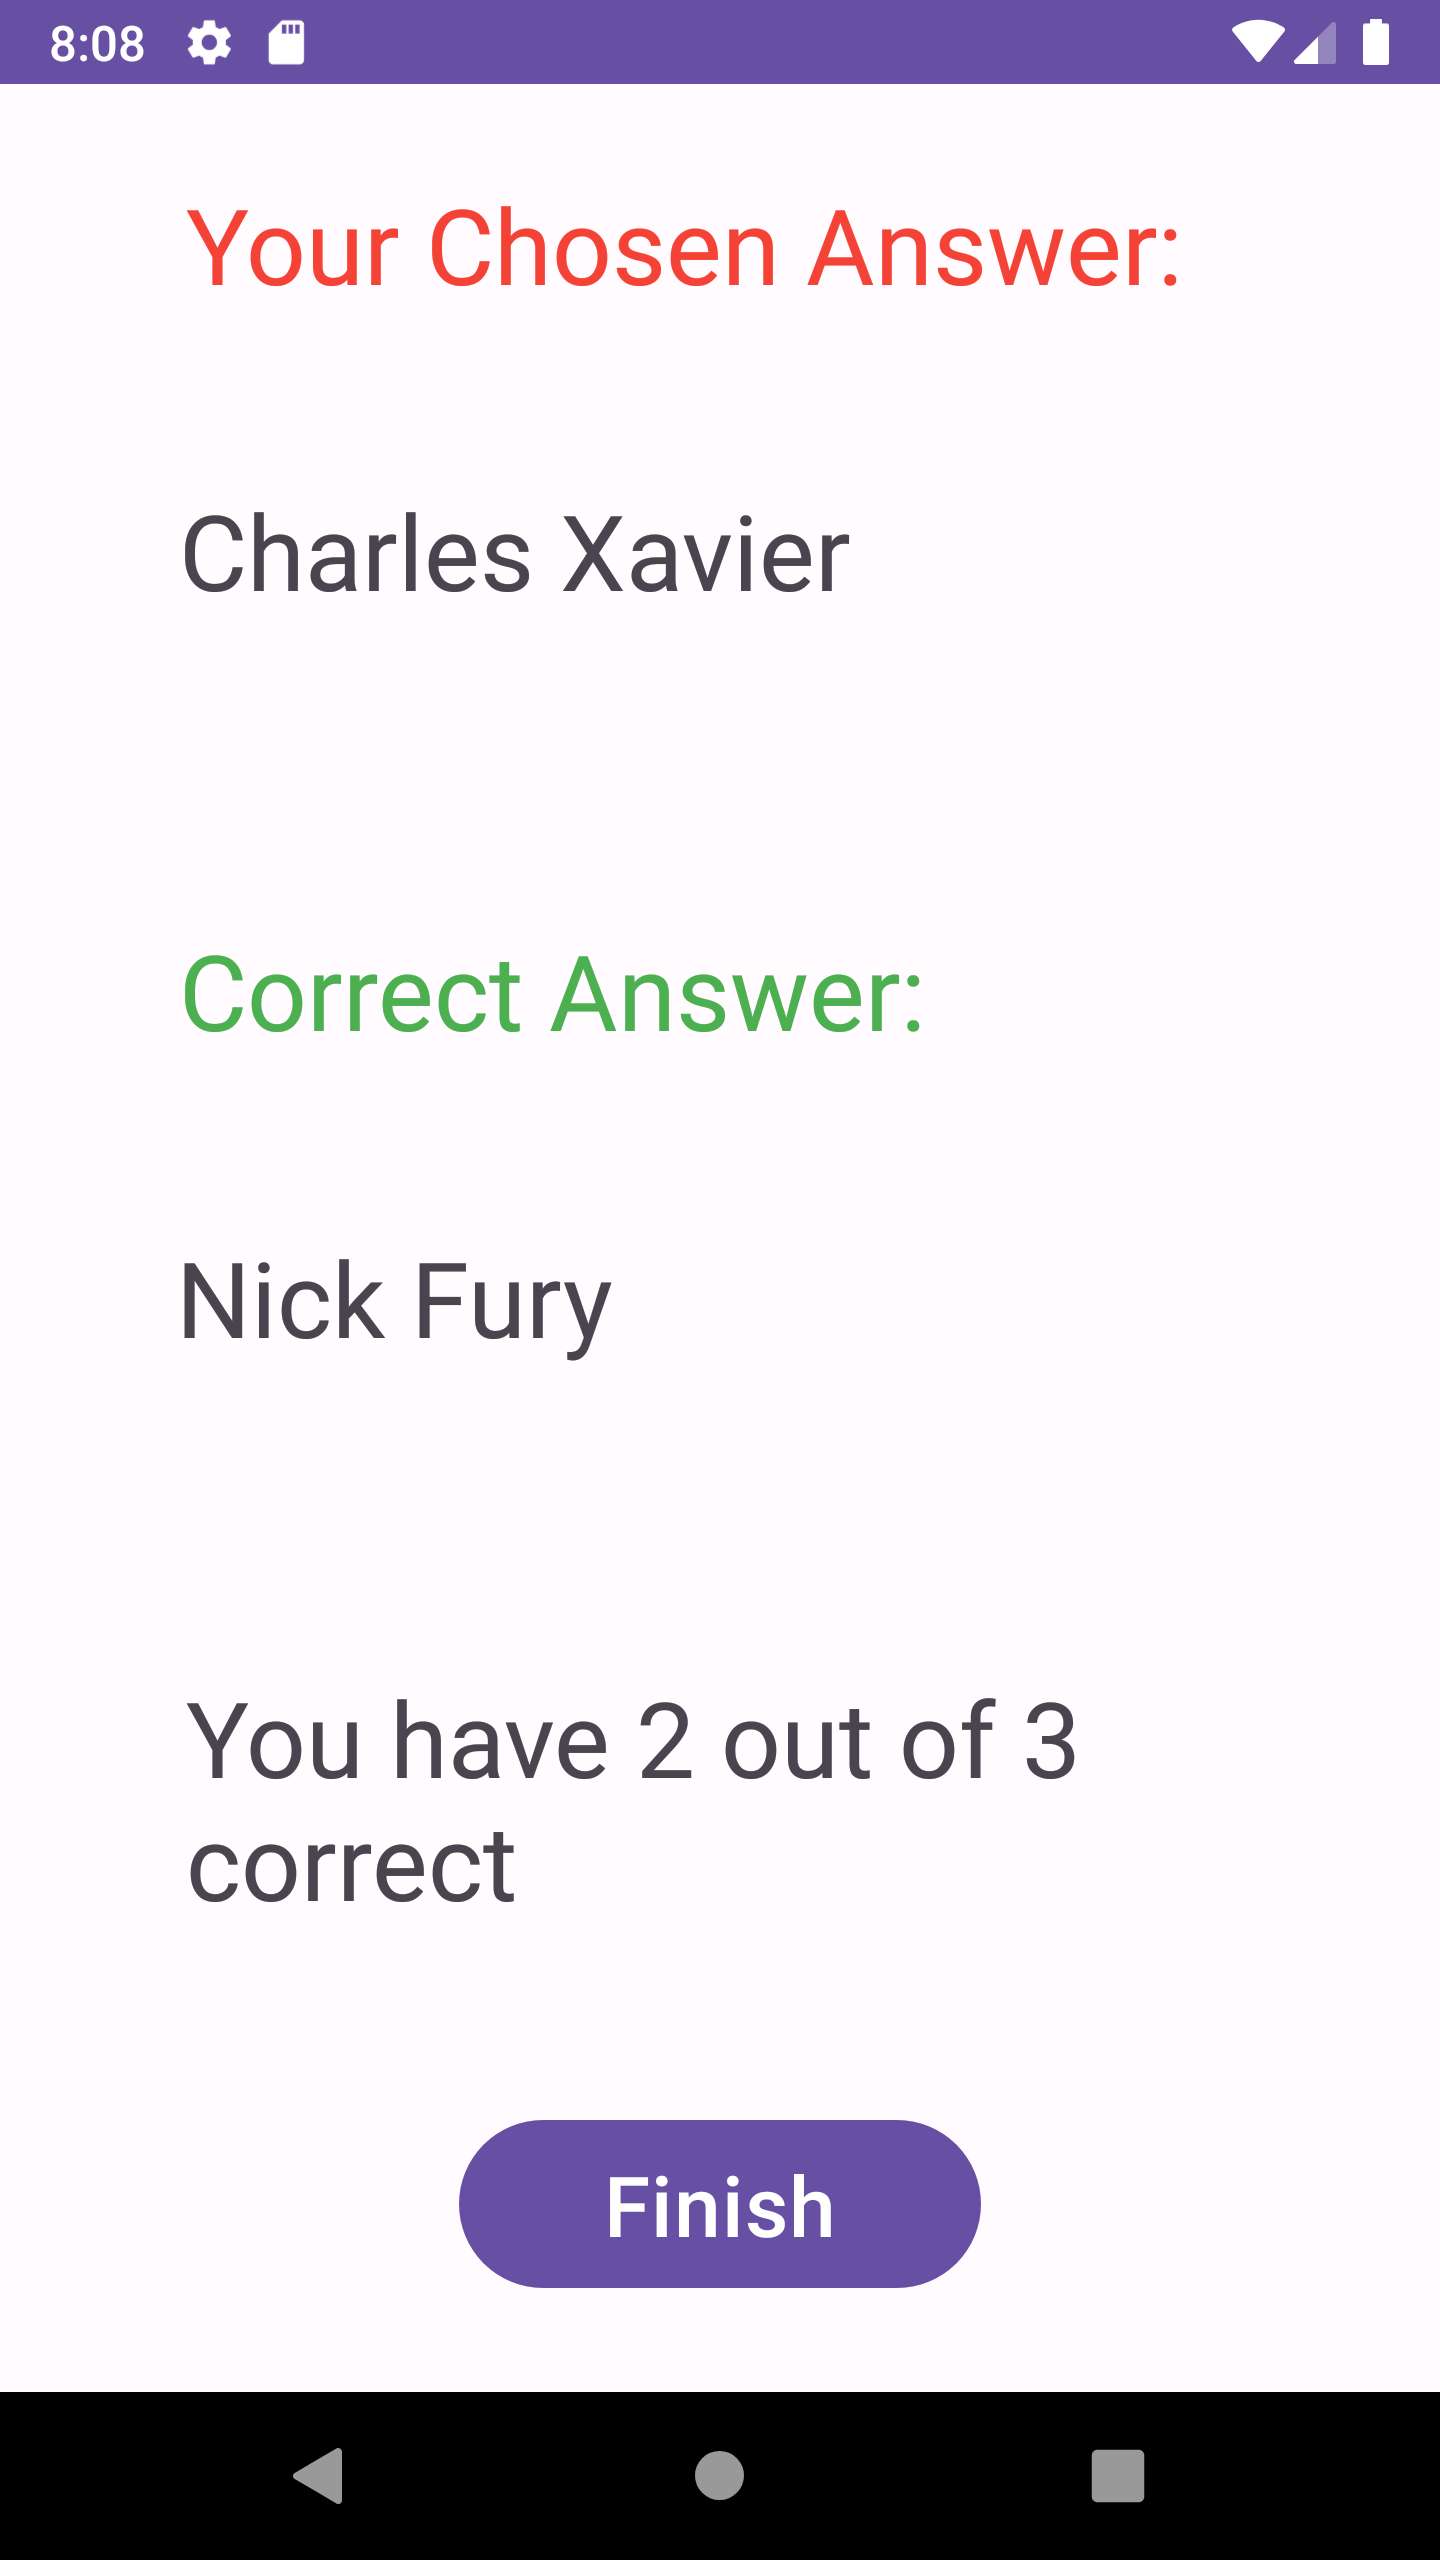 8:08
Your Chosen Answer:
Charles Xavier
Correct Answer:
Nick Fury
You have 2 out of 3
correct
Finish